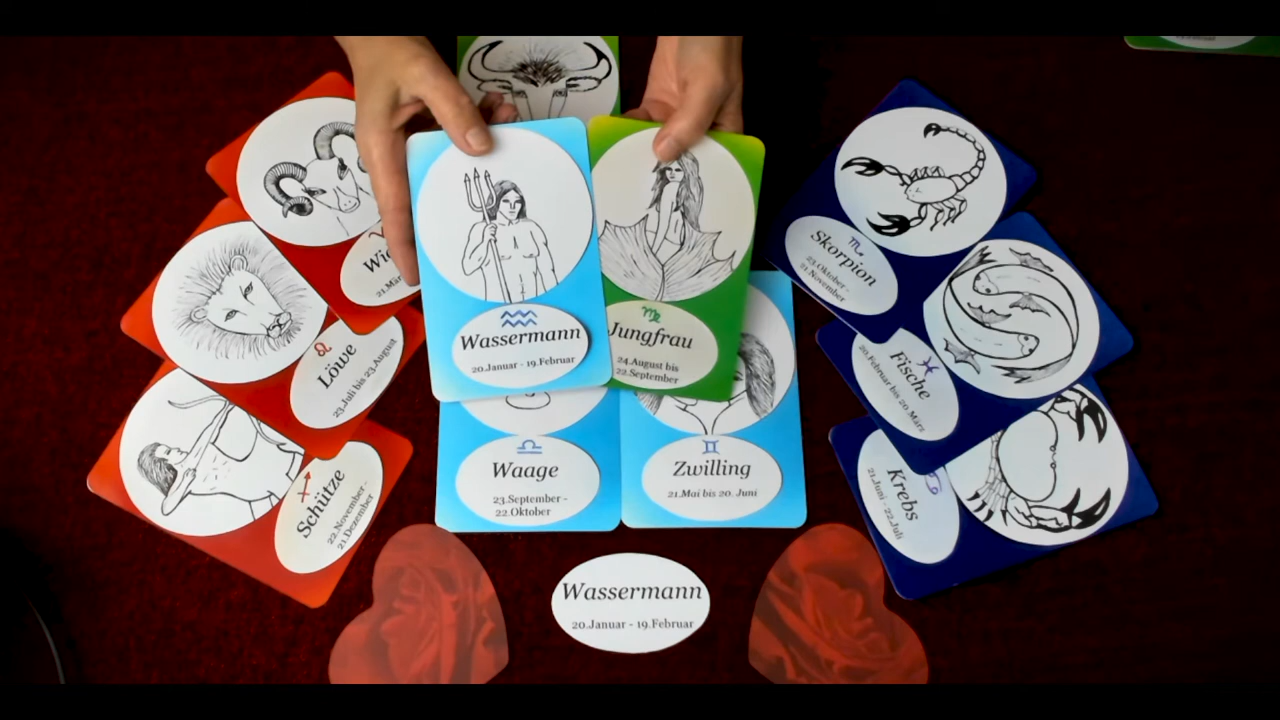 Wassermann
20.Januar - 19.Februar
Jungfrau
24.August bis
22.September
21.Mär
Löwe
23.Juli bis 23.August
Schütze
22.November -
21.Dezember
Waage
23.September -
22.Oktober
Zwilling
21.Mai bis 20. Juni
Skorpion
23.Oktober -
21.November
Fische
20.Februar bis 20.März
Krebs
21.Juni - 22.Juli
Wassermann
20.Januar - 19.Februar